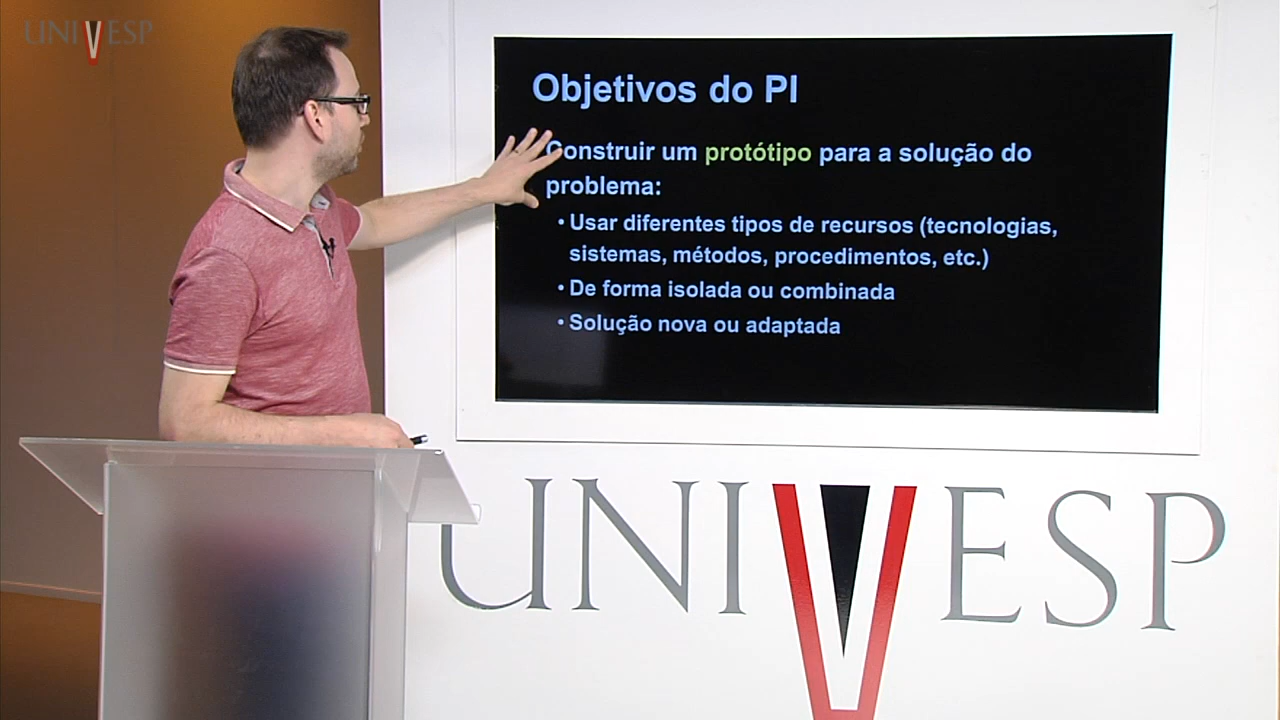 UNIVESP
Objetivos do PI
Construir um protótipo para a solução do
problema:
• Usar diferentes tipos de recursos (tecnologias,
sistemas, métodos, procedimentos, etc.)
• De forma isolada ou combinada
• Solução nova ou adaptada
UNIVESP